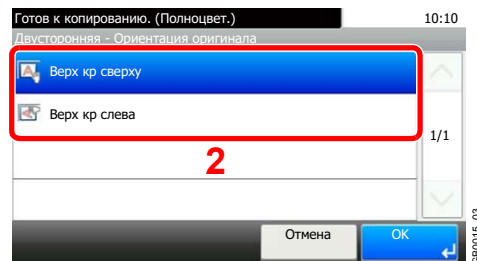 Готов к копированию. (Полноцвет.) 10:10
Двусторонняя - Ориентация оригинала
Верх кр сверху
Верх кр слева
1/1
2
Отмена OK